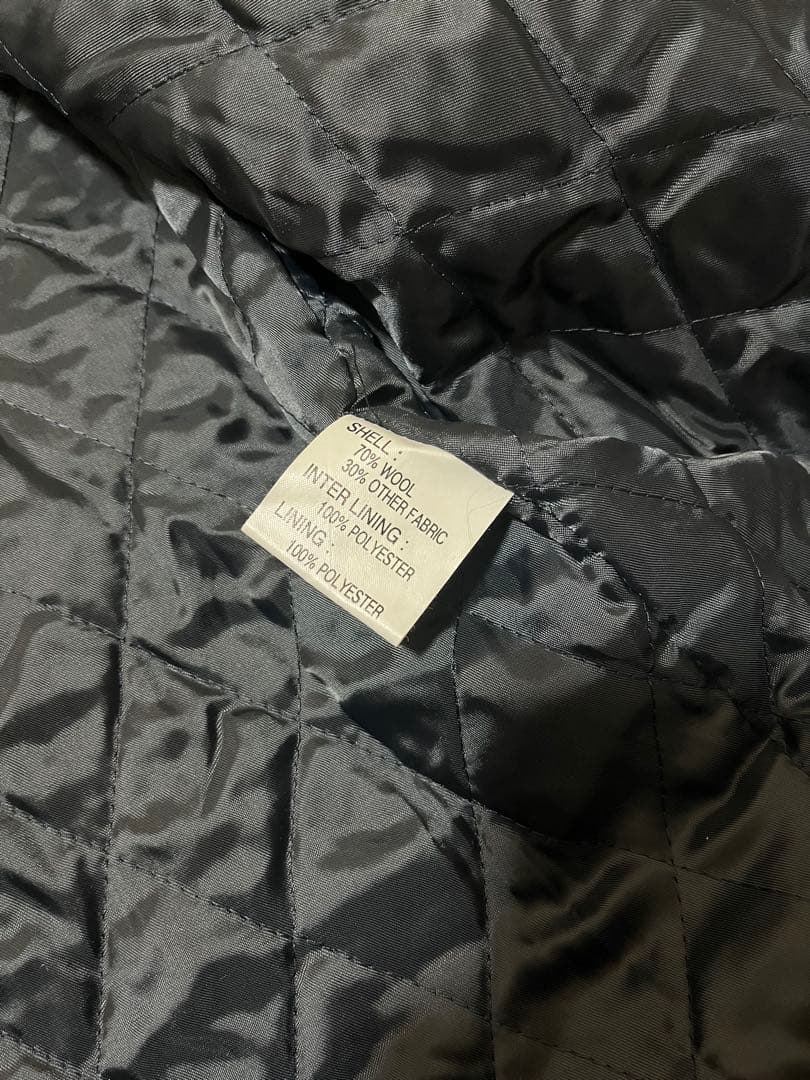 SHELL :
70% WOOL
30% OTHER FABRIC
INTER LINING :
100% POLYESTER
LINING :
100% POLYESTER